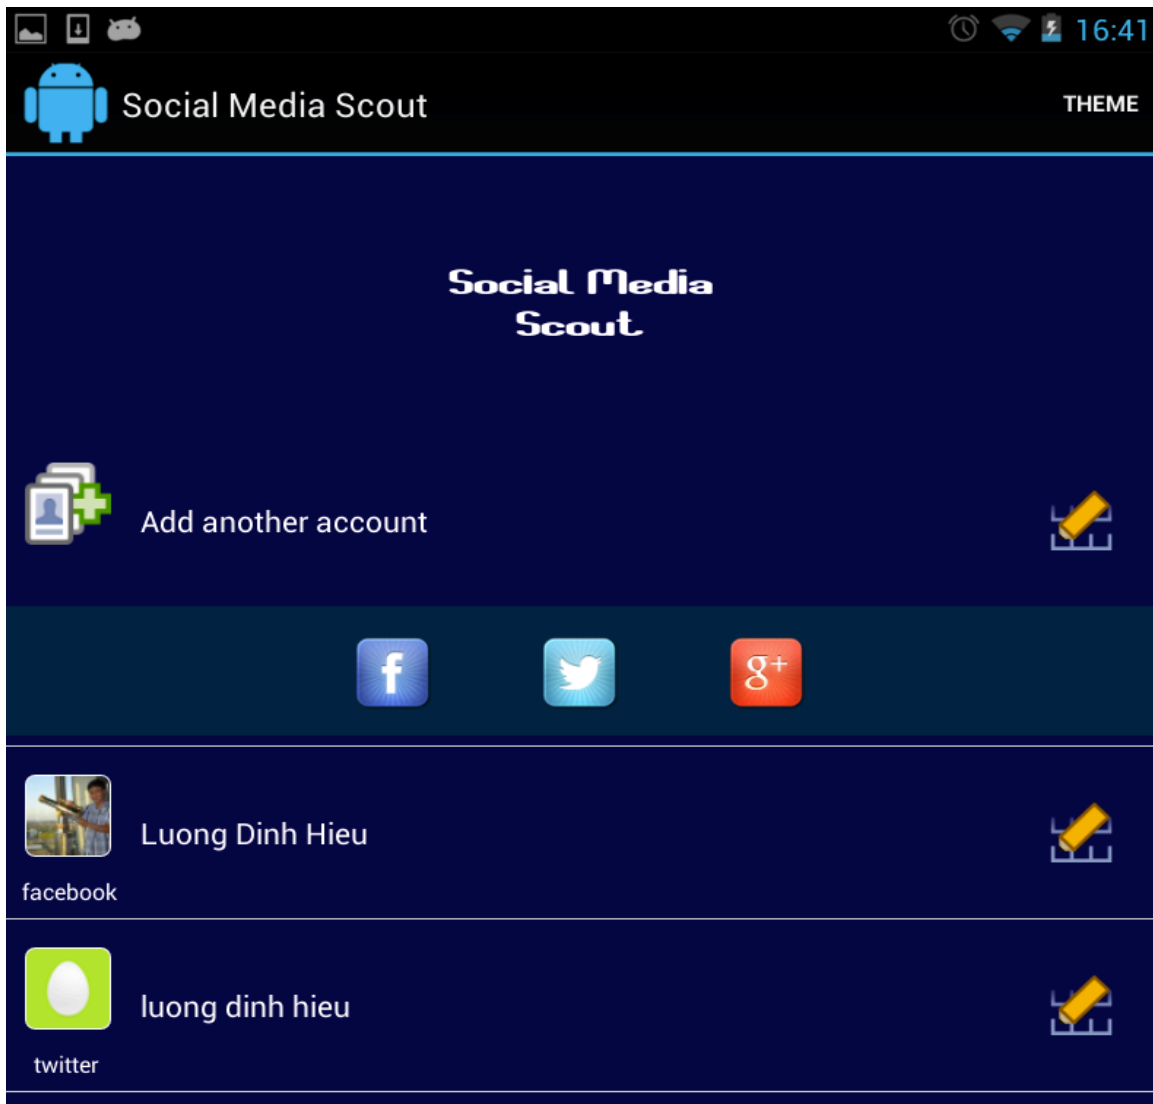 16:41
Social Media Scout
THEME
Social Media
Scout
Add another account
f
g+
Luong Dinh Hieu
facebook
luong dinh hieu
twitter